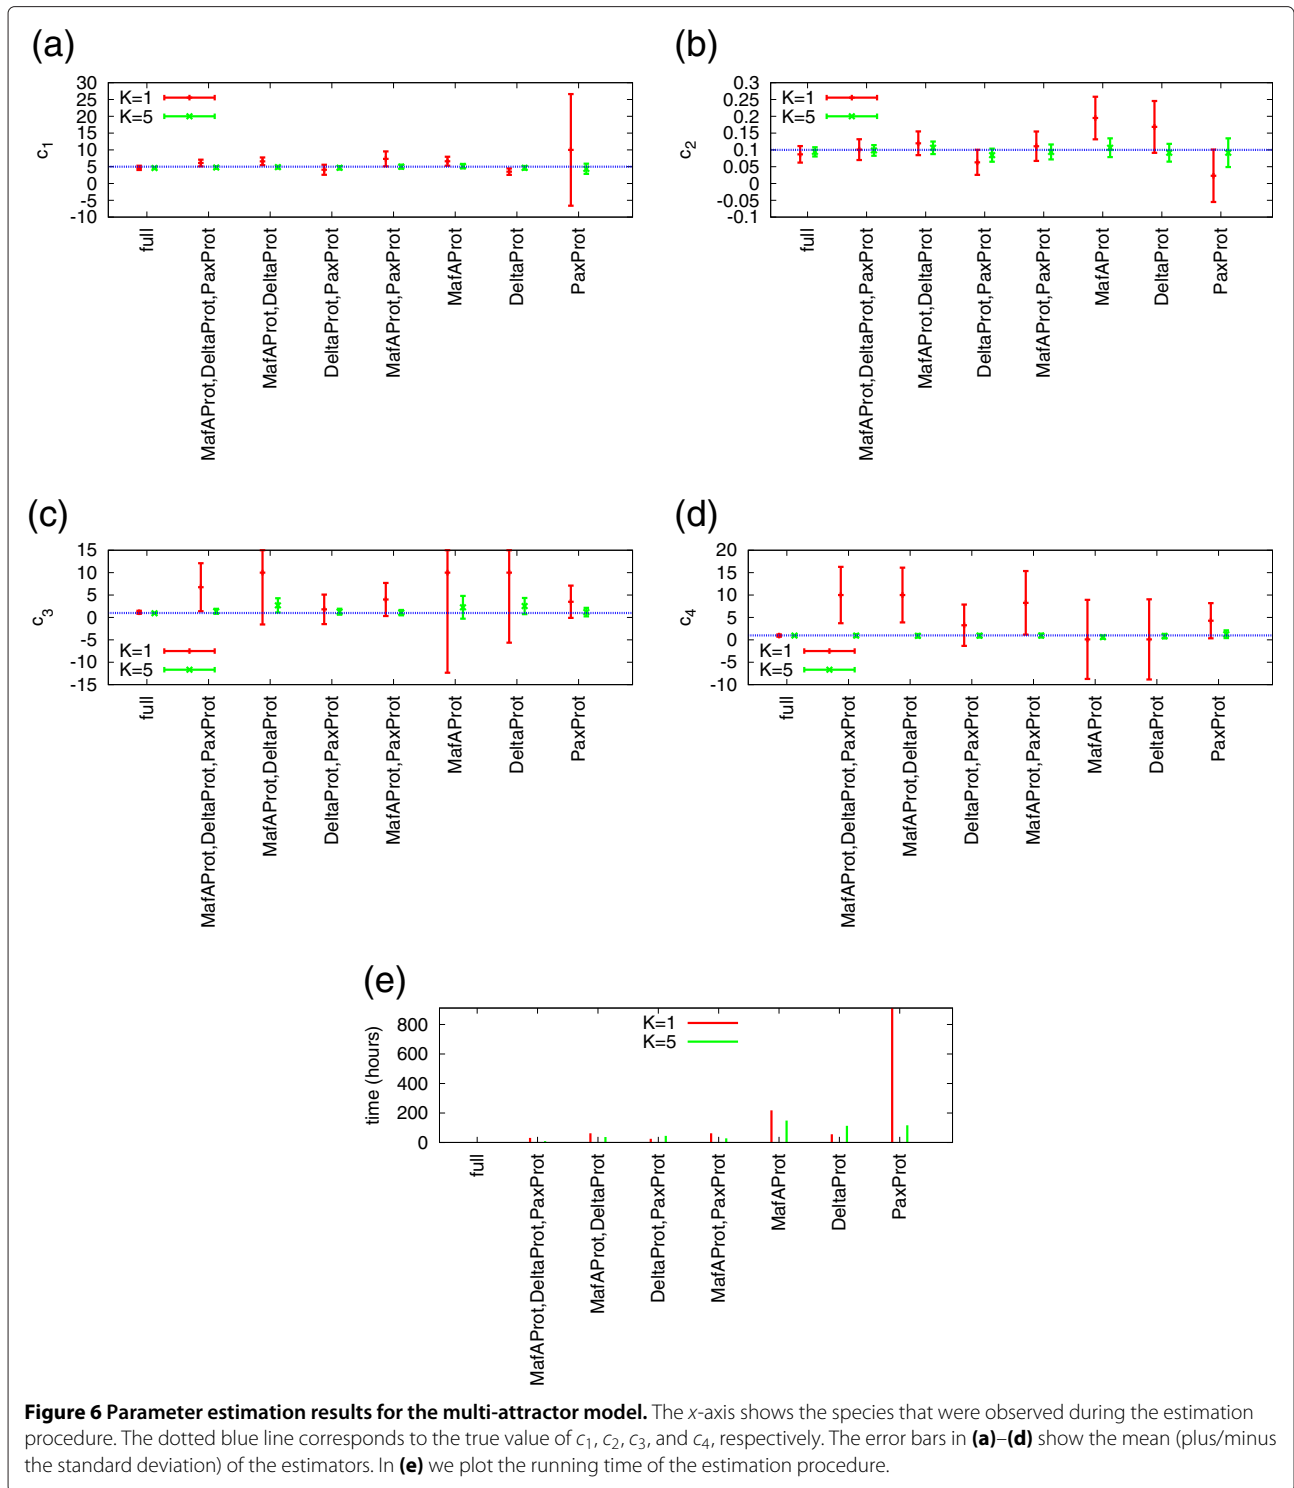 (a)
30
25
20
15
10
5
0
-5
-10
c1
K=1
K=5
full
MafAProt,DeltaProt,PaxProt
MafAProt,DeltaProt
DeltaProt,PaxProt
MafAProt,PaxProt
MafAProt
DeltaProt
PaxProt
(b)
0.3
0.25
0.2
0.15
0.1
0.05
0
-0.05
-0.1
c2
K=1
K=5
full
MafAProt,DeltaProt,PaxProt
MafAProt,DeltaProt
DeltaProt,PaxProt
MafAProt,PaxProt
MafAProt
DeltaProt
PaxProt
(c)
15
10
5
0
-5
-10
-15
c3
K=1
K=5
full
MafAProt,DeltaProt,PaxProt
MafAProt,DeltaProt
DeltaProt,PaxProt
MafAProt,PaxProt
MafAProt
DeltaProt
PaxProt
(d)
20
15
10
5
0
-5
-10
c4
K=1
K=5
full
MafAProt,DeltaProt,PaxProt
MafAProt,DeltaProt
DeltaProt,PaxProt
MafAProt,PaxProt
MafAProt
DeltaProt
PaxProt
(e)
800
600
400
200
0
time (hours)
K=1
K=5
full
MafAProt,DeltaProt,PaxProt
MafAProt,DeltaProt
DeltaProt,PaxProt
MafAProt,PaxProt
MafAProt
DeltaProt
PaxProt
Figure 6 Parameter estimation results for the multi-attractor model. The x-axis shows the species that were observed during the estimation
procedure. The dotted blue line corresponds to the true value of c1, c2, c3, and c4, respectively. The error bars in (a)–(d) show the mean (plus/minus
the standard deviation) of the estimators. In (e) we plot the running time of the estimation procedure.